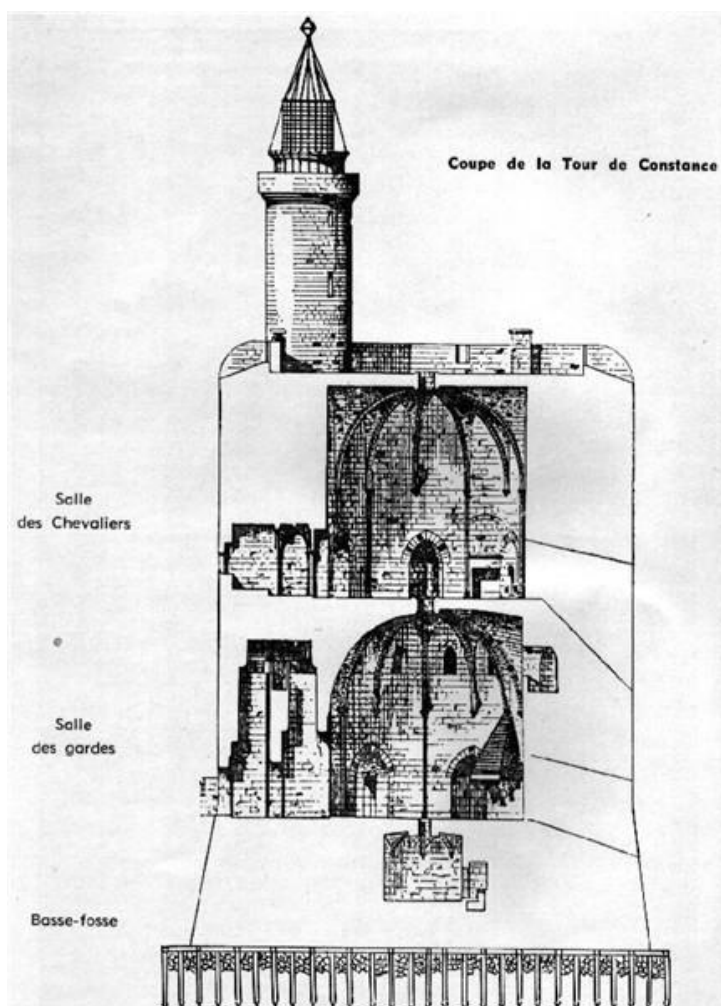 Coupe de la Tour de Constance
Salle
des Chevaliers
Salle
des gardes
Basse-fosse